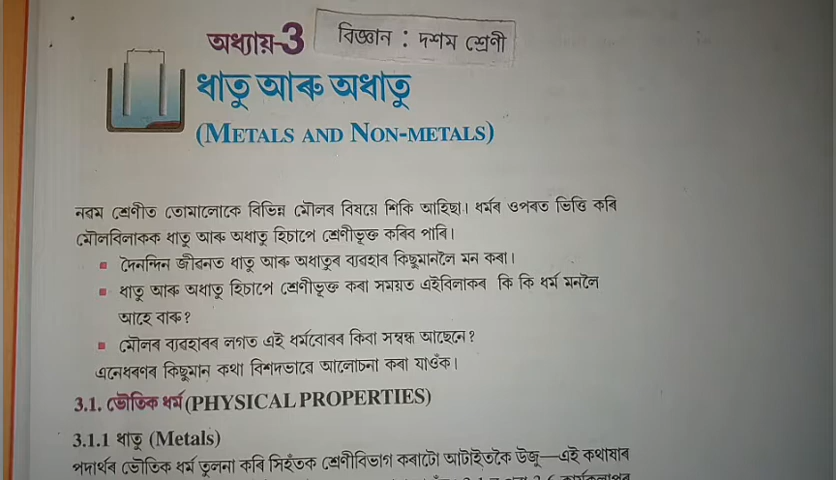 অধ্যায়-3
বিজ্ঞান : দশম শ্ৰেণী
ধাতু আৰু অধাতু
(METALS AND NON-METALS)
নৱম শ্ৰেণীত তোমালোকে বিভিন্ন মৌলৰ বিষয়ে শিকি আহিছা। ধৰ্মৰ ওপৰত ভিত্তি কৰি
মৌলবিলাকক ধাতু আৰু অধাতু হিচাপে শ্ৰেণীভুক্ত কৰিব পাৰি।
▪ দৈনন্দিন জীৱনত ধাতু আৰু অধাতুৰ ব্যৱহাৰ কিছুমানলৈ মন কৰা।
▪ ধাতু আৰু অধাতু হিচাপে শ্ৰেণীভুক্ত কৰা সময়ত এইবিলাকৰ কি কি ধৰ্ম মনলৈ
আহে বাৰু?
▪ মৌলৰ ব্যৱহাৰৰ লগত এই ধৰ্মবোৰৰ কিবা সম্বন্ধ আছেনে?
এনেধৰণৰ কিছুমান কথা বিশদভাৱে আলোচনা কৰা যাওঁক।
3.1. ভৌতিক ধৰ্ম (PHYSICAL PROPERTIES)
3.1.1 ধাতু (Metals)
পদাৰ্থৰ ভৌতিক ধৰ্ম তুলনা কৰি সিহঁতক শ্ৰেণীবিভাগ কৰাটো আটাইতকৈ উজু—এই কথাষাৰ